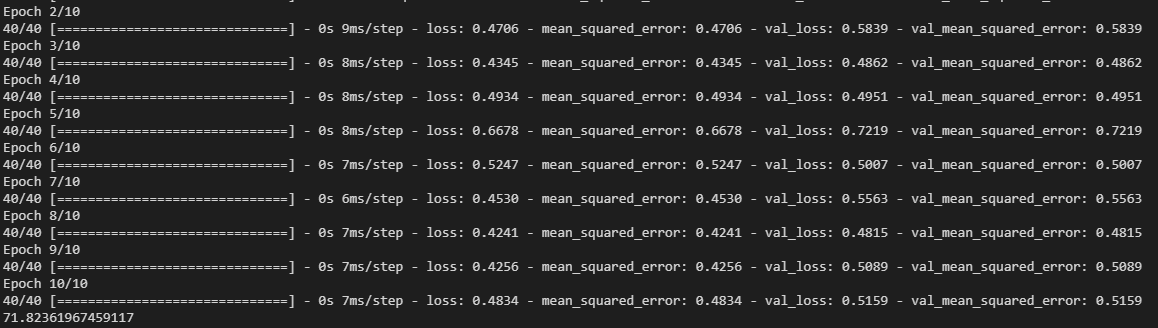 Epoch 2/10
40/40 [==============================] - 0s 9ms/step - loss: 0.4706 - mean_squared_error: 0.4706 - val_loss: 0.5839 - val_mean_squared_error: 0.5839
Epoch 3/10
40/40 [==============================] - 0s 8ms/step - loss: 0.4345 - mean_squared_error: 0.4345 - val_loss: 0.4862 - val_mean_squared_error: 0.4862
Epoch 4/10
40/40 [==============================] - 0s 8ms/step - loss: 0.4934 - mean_squared_error: 0.4934 - val_loss: 0.4951 - val_mean_squared_error: 0.4951
Epoch 5/10
40/40 [==============================] - 0s 8ms/step - loss: 0.6678 - mean_squared_error: 0.6678 - val_loss: 0.7219 - val_mean_squared_error: 0.7219
Epoch 6/10
40/40 [==============================] - 0s 7ms/step - loss: 0.5247 - mean_squared_error: 0.5247 - val_loss: 0.5007 - val_mean_squared_error: 0.5007
Epoch 7/10
40/40 [==============================] - 0s 6ms/step - loss: 0.4530 - mean_squared_error: 0.4530 - val_loss: 0.5563 - val_mean_squared_error: 0.5563
Epoch 8/10
40/40 [==============================] - 0s 7ms/step - loss: 0.4241 - mean_squared_error: 0.4241 - val_loss: 0.4815 - val_mean_squared_error: 0.4815
Epoch 9/10
40/40 [==============================] - 0s 7ms/step - loss: 0.4256 - mean_squared_error: 0.4256 - val_loss: 0.5089 - val_mean_squared_error: 0.5089
Epoch 10/10
40/40 [==============================] - 0s 7ms/step - loss: 0.4834 - mean_squared_error: 0.4834 - val_loss: 0.5159 - val_mean_squared_error: 0.5159
71.82361967459117